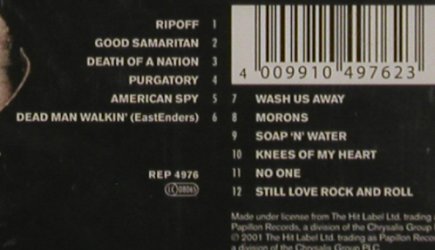 RIPOFF 1
GOOD SAMARITAN 2
DEATH OF A NATION 3
PURGATORY 4
AMERICAN SPY 5
DEAD MAN WALKIN' (EastEnders) 6
4 009910 497623
7 WASH US AWAY
8 MORONS
9 SOAP 'N' WATER
10 KNEES OF MY HEART
11 NO ONE
12 STILL LOVE ROCK AND ROLL
REP 4976
LC 08065
Made under license from The Hit Label Ltd. trading
Papillon Records, a division of the Chrysalis Group
℗ 2001 The Hit Label Ltd. trading as Papillon Reco
a division of the Chrysalis Group PLC